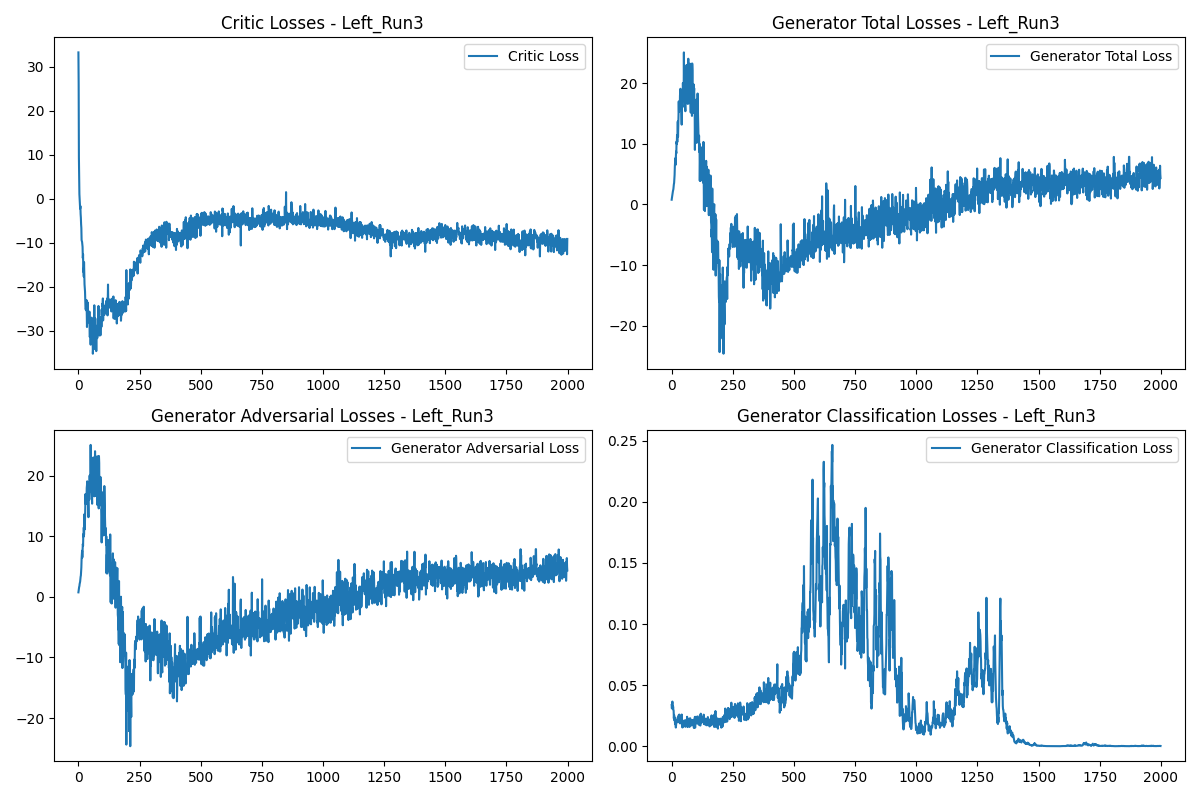 Critic Losses - Left_Run3
Generator Total Losses - Left_Run3
Critic Loss
Generator Total Loss
30
20
10
0
−10
−20
−30
20
10
0
−10
−20
0 250 500 750 1000 1250 1500 1750 2000
0 250 500 750 1000 1250 1500 1750 2000
Generator Adversarial Losses - Left_Run3
Generator Classification Losses - Left_Run3
Generator Adversarial Loss
Generator Classification Loss
20
10
0
−10
−20
0.25
0.20
0.15
0.10
0.05
0.00
0 250 500 750 1000 1250 1500 1750 2000
0 250 500 750 1000 1250 1500 1750 2000